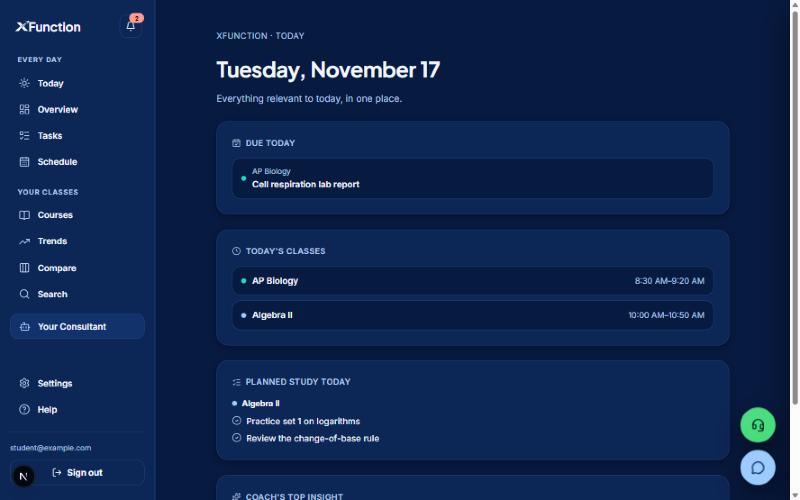 XFunction
2
EVERY DAY
Today
Overview
Tasks
Schedule
YOUR CLASSES
Courses
Trends
Compare
Search
Your Consultant
Settings
Help
student@example.com
N
Sign out
XFUNCTION · TODAY
Tuesday, November 17
Everything relevant to today, in one place.
DUE TODAY
AP Biology
Cell respiration lab report
TODAY'S CLASSES
AP Biology 8:30 AM–9:20 AM
Algebra II 10:00 AM–10:50 AM
PLANNED STUDY TODAY
Algebra II
Practice set 1 on logarithms
Review the change-of-base rule
COACH'S TOP INSIGHT